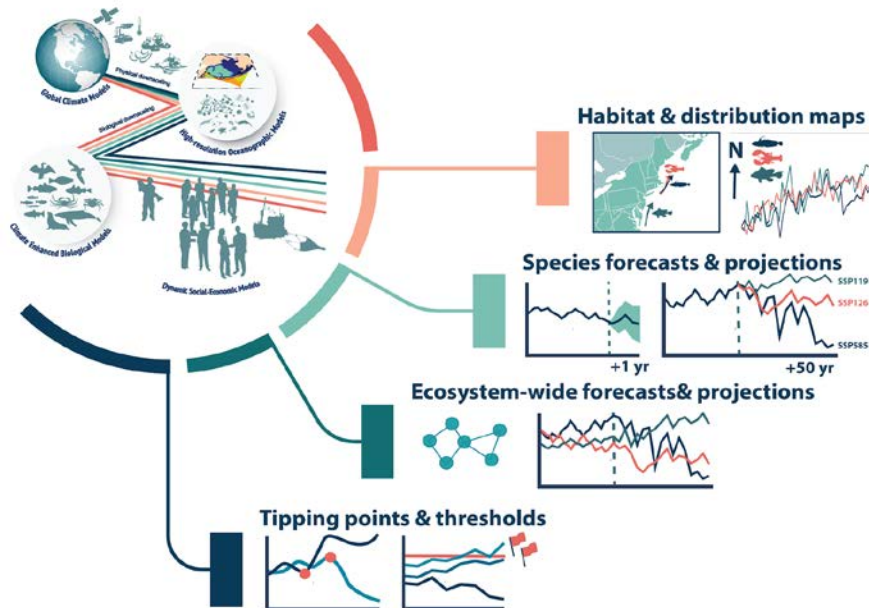 Physical downscaling
Global Climate Models
Biological downscaling
High-resolution Oceanographic Models
Climate Enhanced Biological Models
Dynamic Social-Economic Models
Habitat & distribution maps
N
Species forecasts & projections
SSP119
SSP126
SSP585
+1 yr
+50 yr
Ecosystem-wide forecasts& projections
Tipping points & thresholds